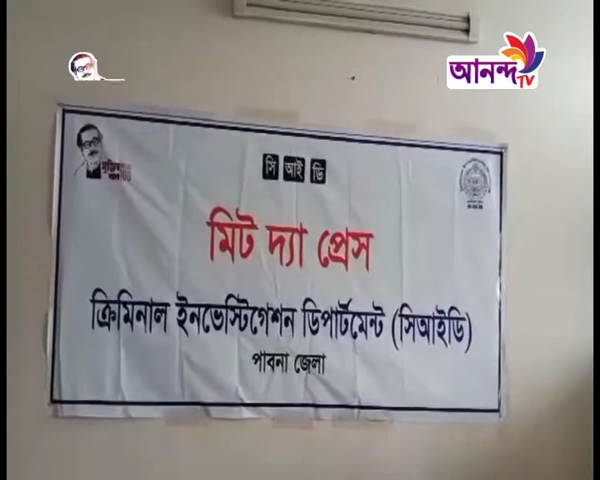 আনন্দ
TV
সি আই ডি
মিট দ্যা প্রেস
ক্রিমিনাল ইনভেস্টিগেশন ডিপার্টমেন্ট (সিআইডি)
পাবনা জেলা